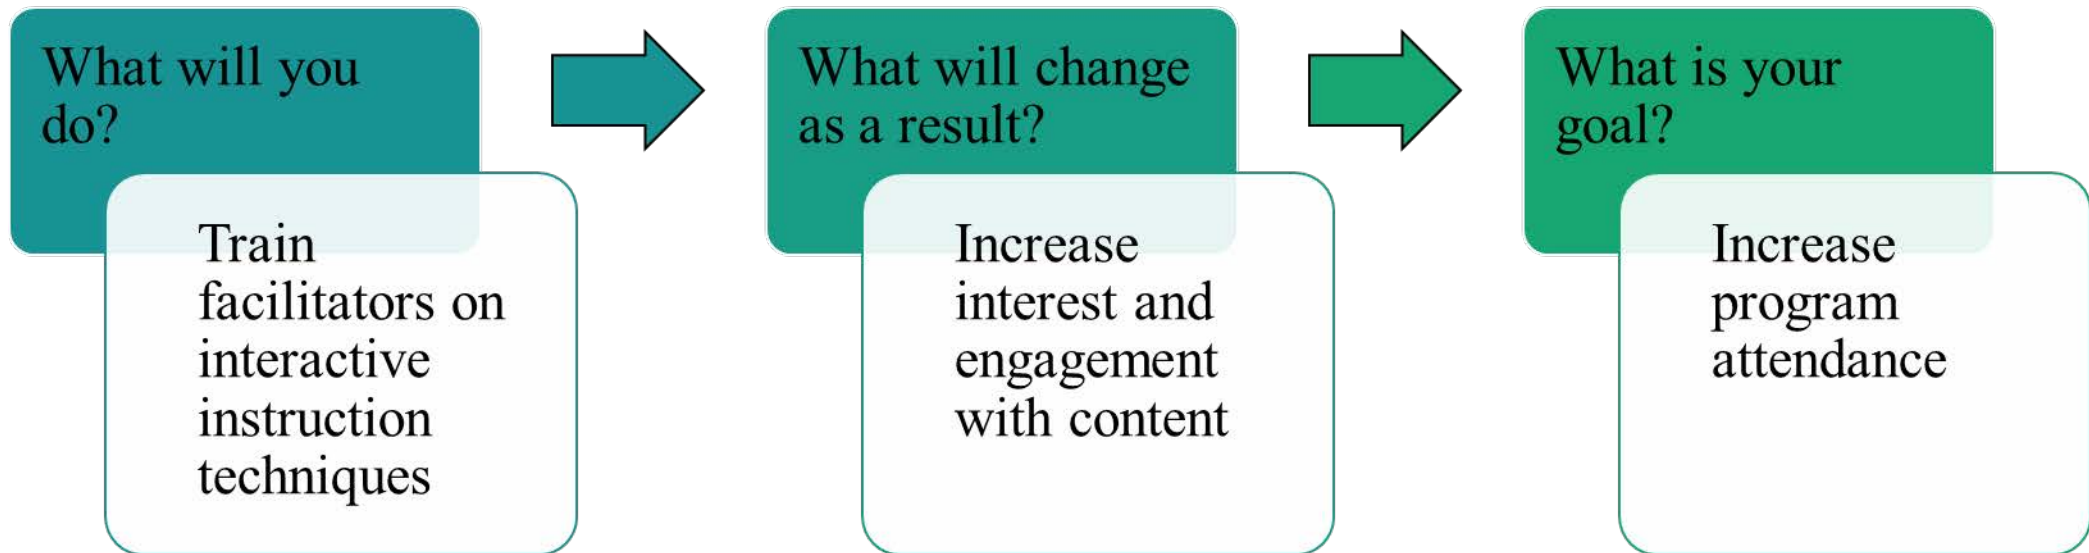 What will you
do?
Train
facilitators on
interactive
instruction
techniques
What will change
as a result?
Increase
interest and
engagement
with content
What is your
goal?
Increase
program
attendance